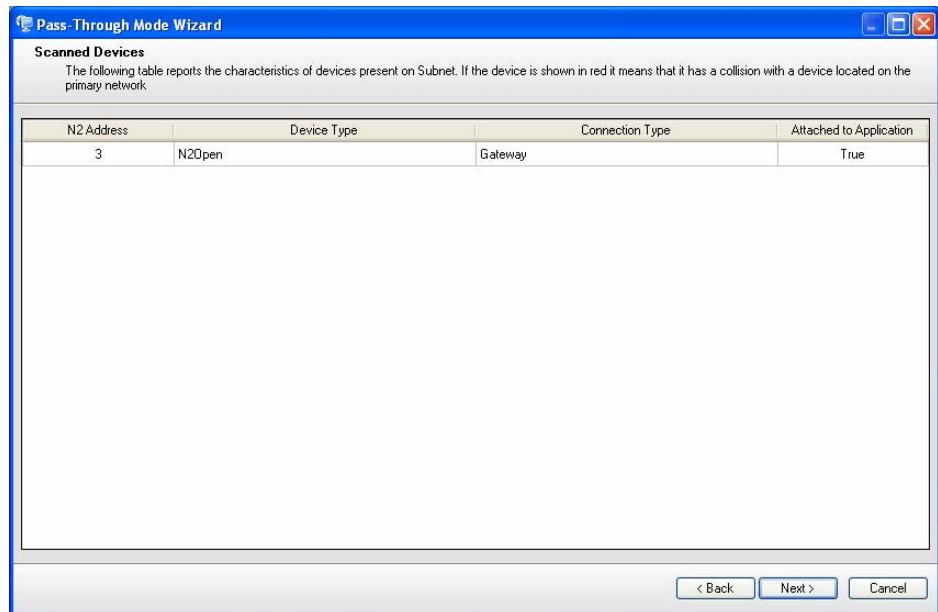 Pass-Through Mode Wizard
Scanned Devices
The following table reports the characteristics of devices present on Subnet. If the device is shown in red it means that it has a collision with a device located on the
primary network
N2 Address Device Type Connection Type Attached to Application
3 N2Open Gateway True
< Back Next > Cancel